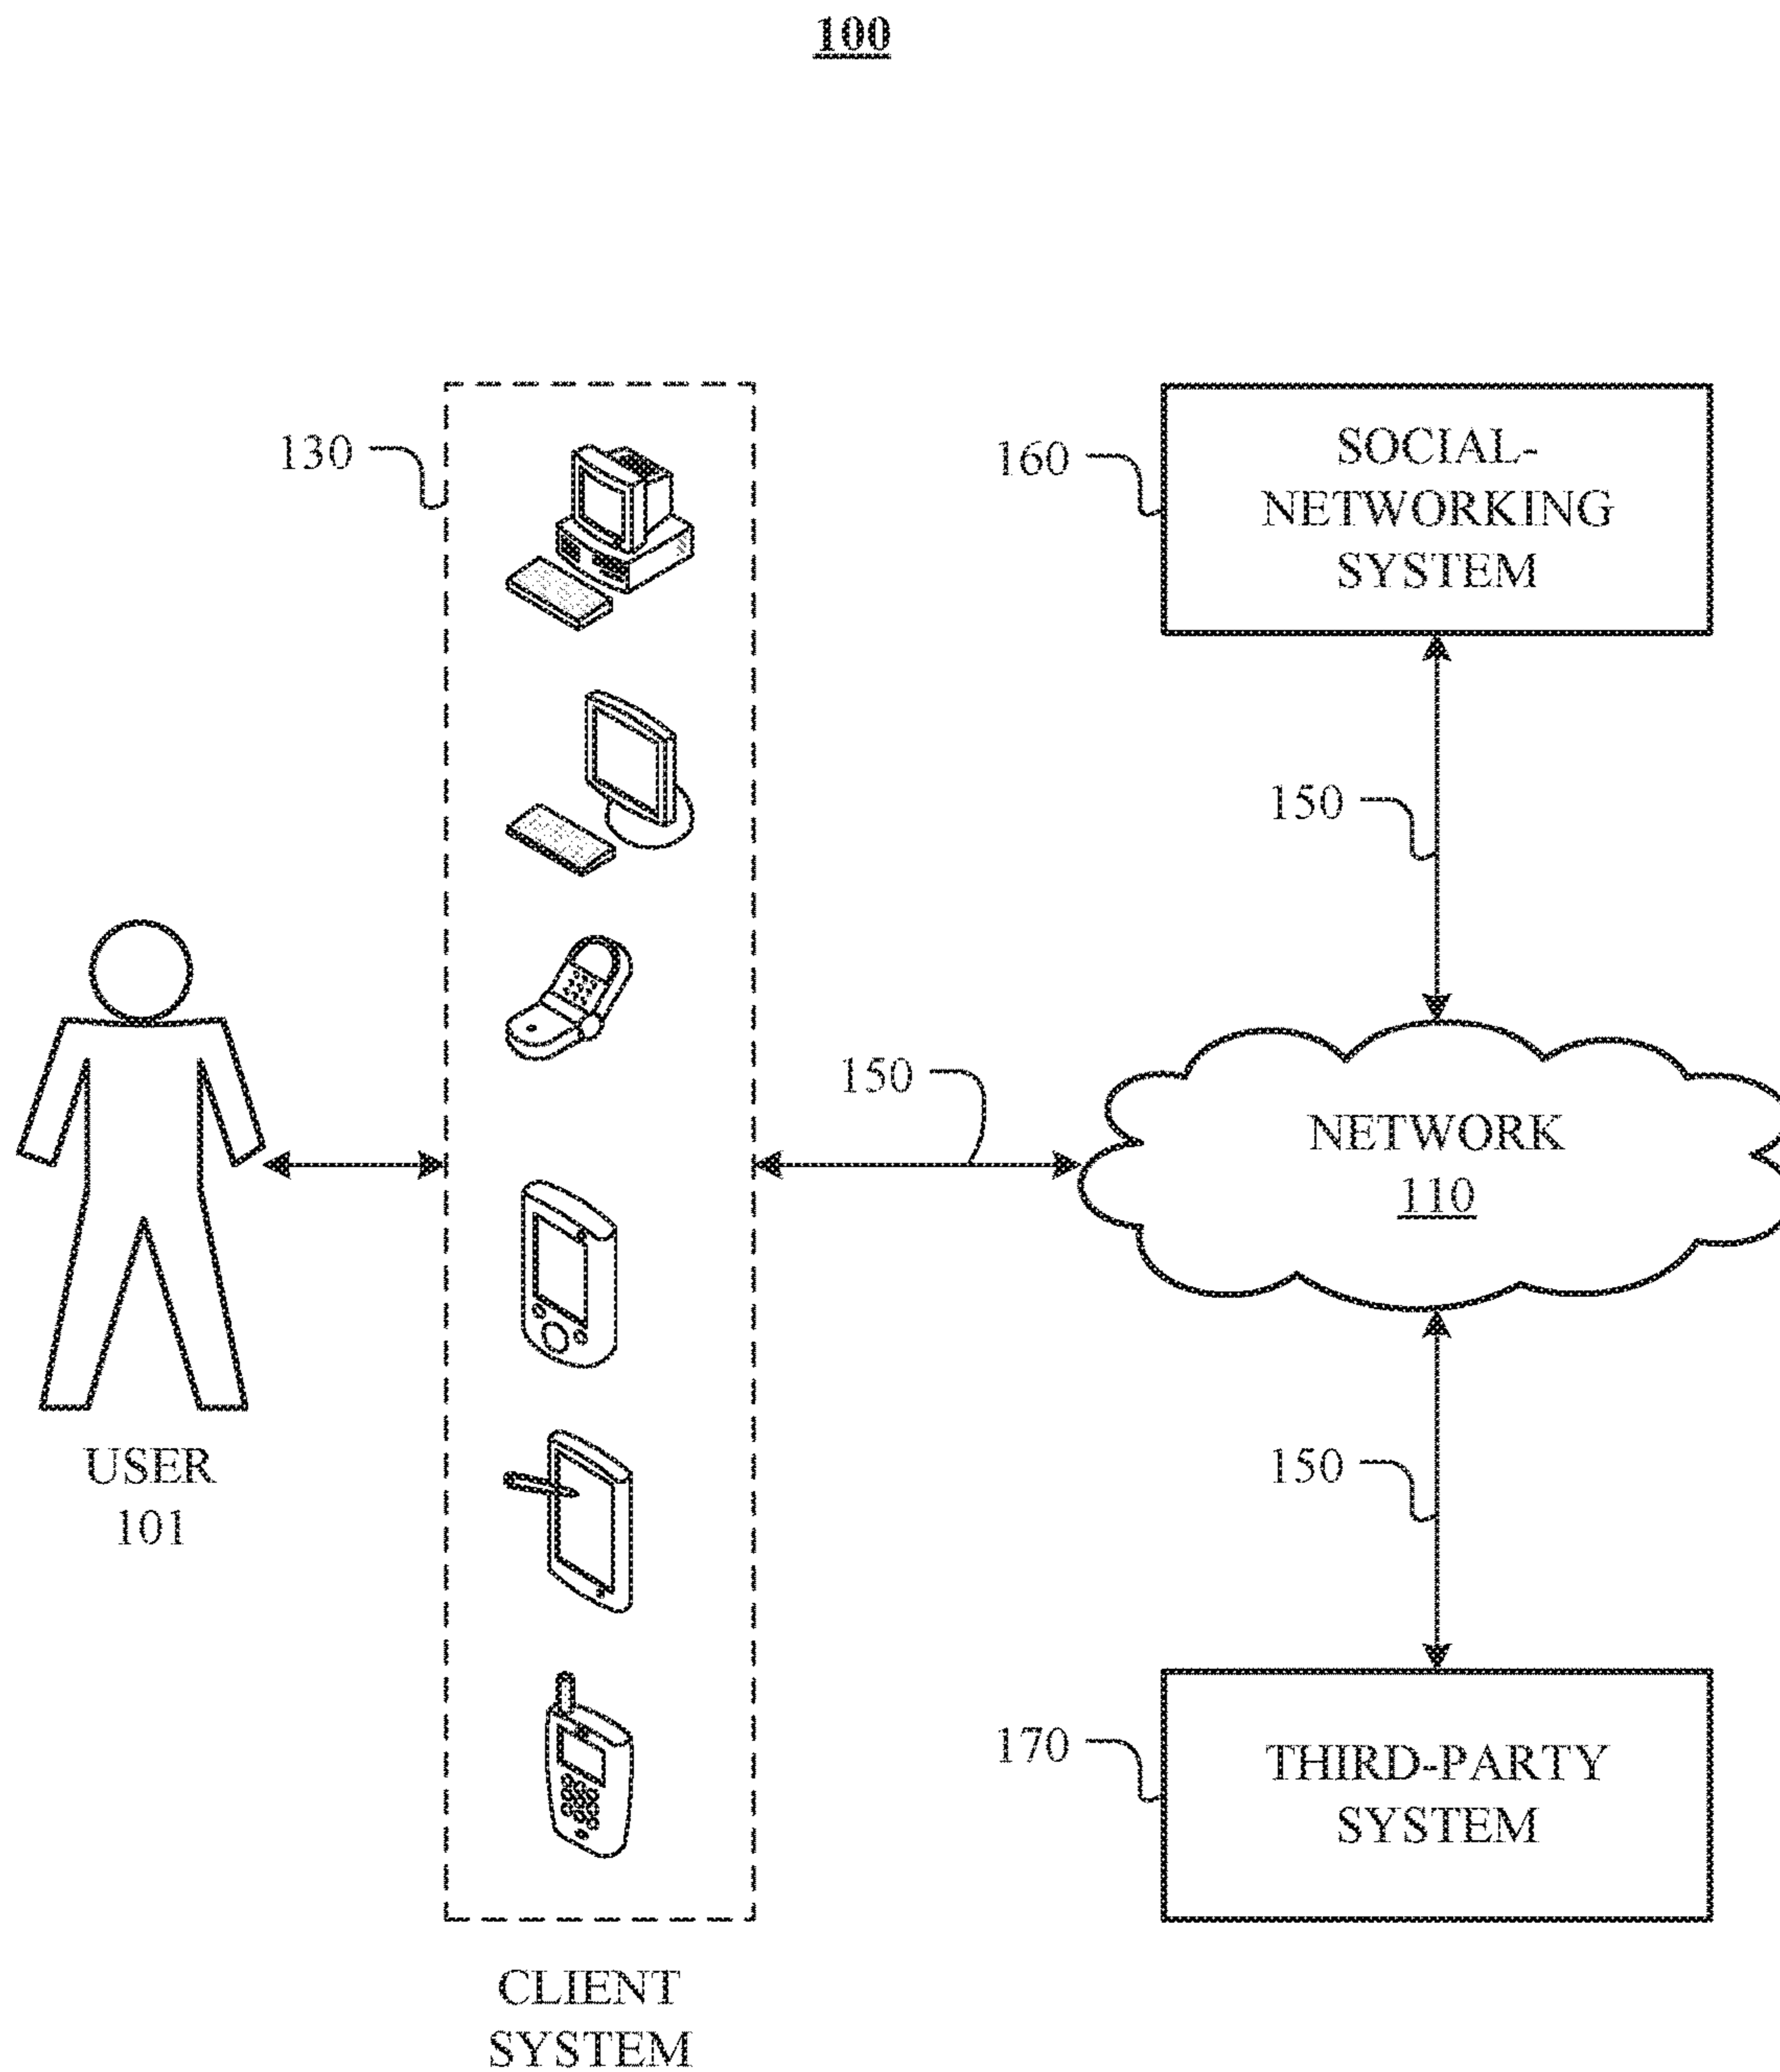 100
130
160
SOCIAL-
NETWORKING
SYSTEM
150
150
NETWORK
110
USER
101
150
170
THIRD-PARTY
SYSTEM
CLIENT
SYSTEM